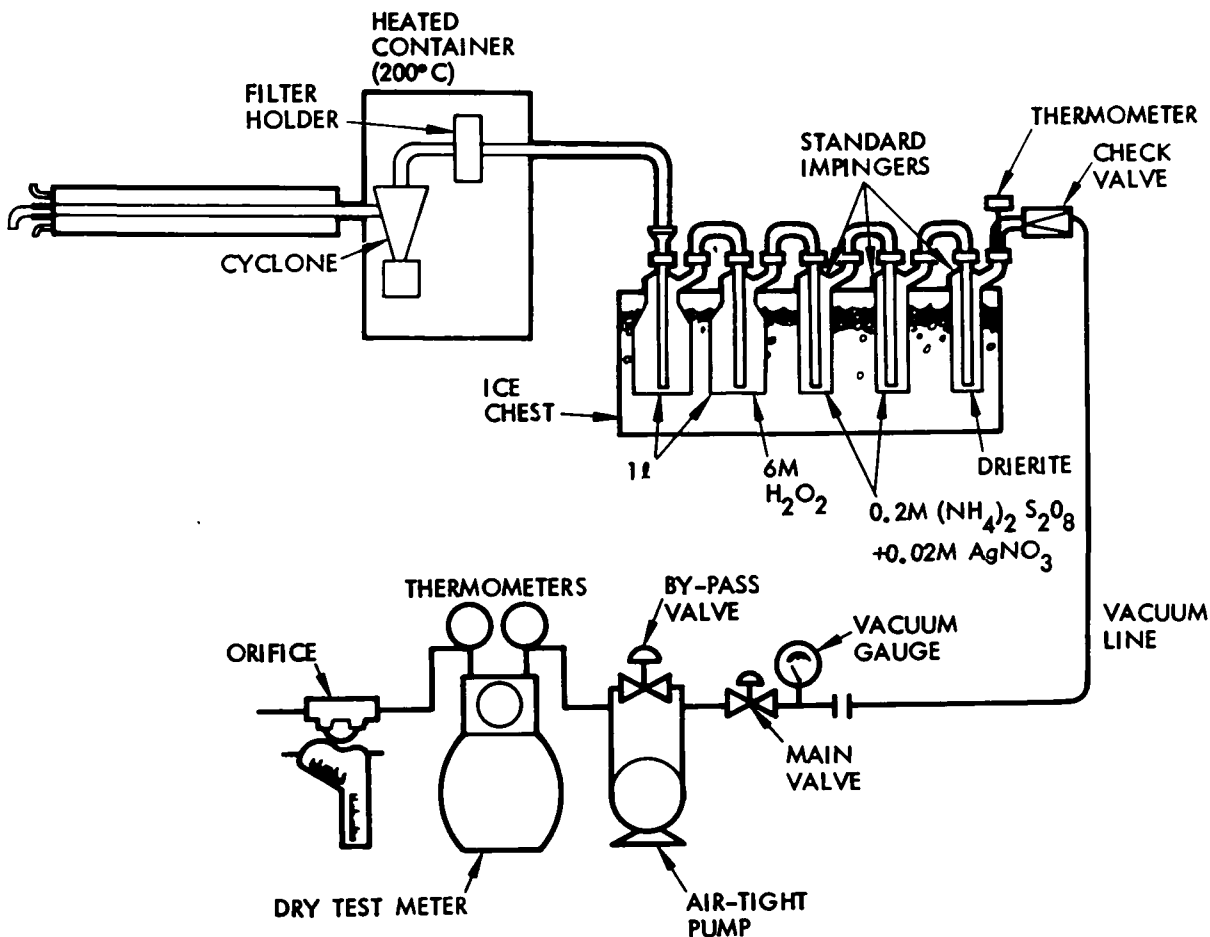 HEATED
CONTAINER
(200°C)
FILTER
HOLDER
THERMOMETER
STANDARD
IMPINGERS
CHECK
VALVE
CYCLONE
ICE
CHEST
1ℓ
6M
H₂O₂
DRIERITE
0.2M (NH₄)₂ S₂O₈
+0.02M AgNO₃
THERMOMETERS
BY-PASS
VALVE
VACUUM
GAUGE
VACUUM
LINE
ORIFICE
MAIN
VALVE
DRY TEST METER
AIR-TIGHT
PUMP